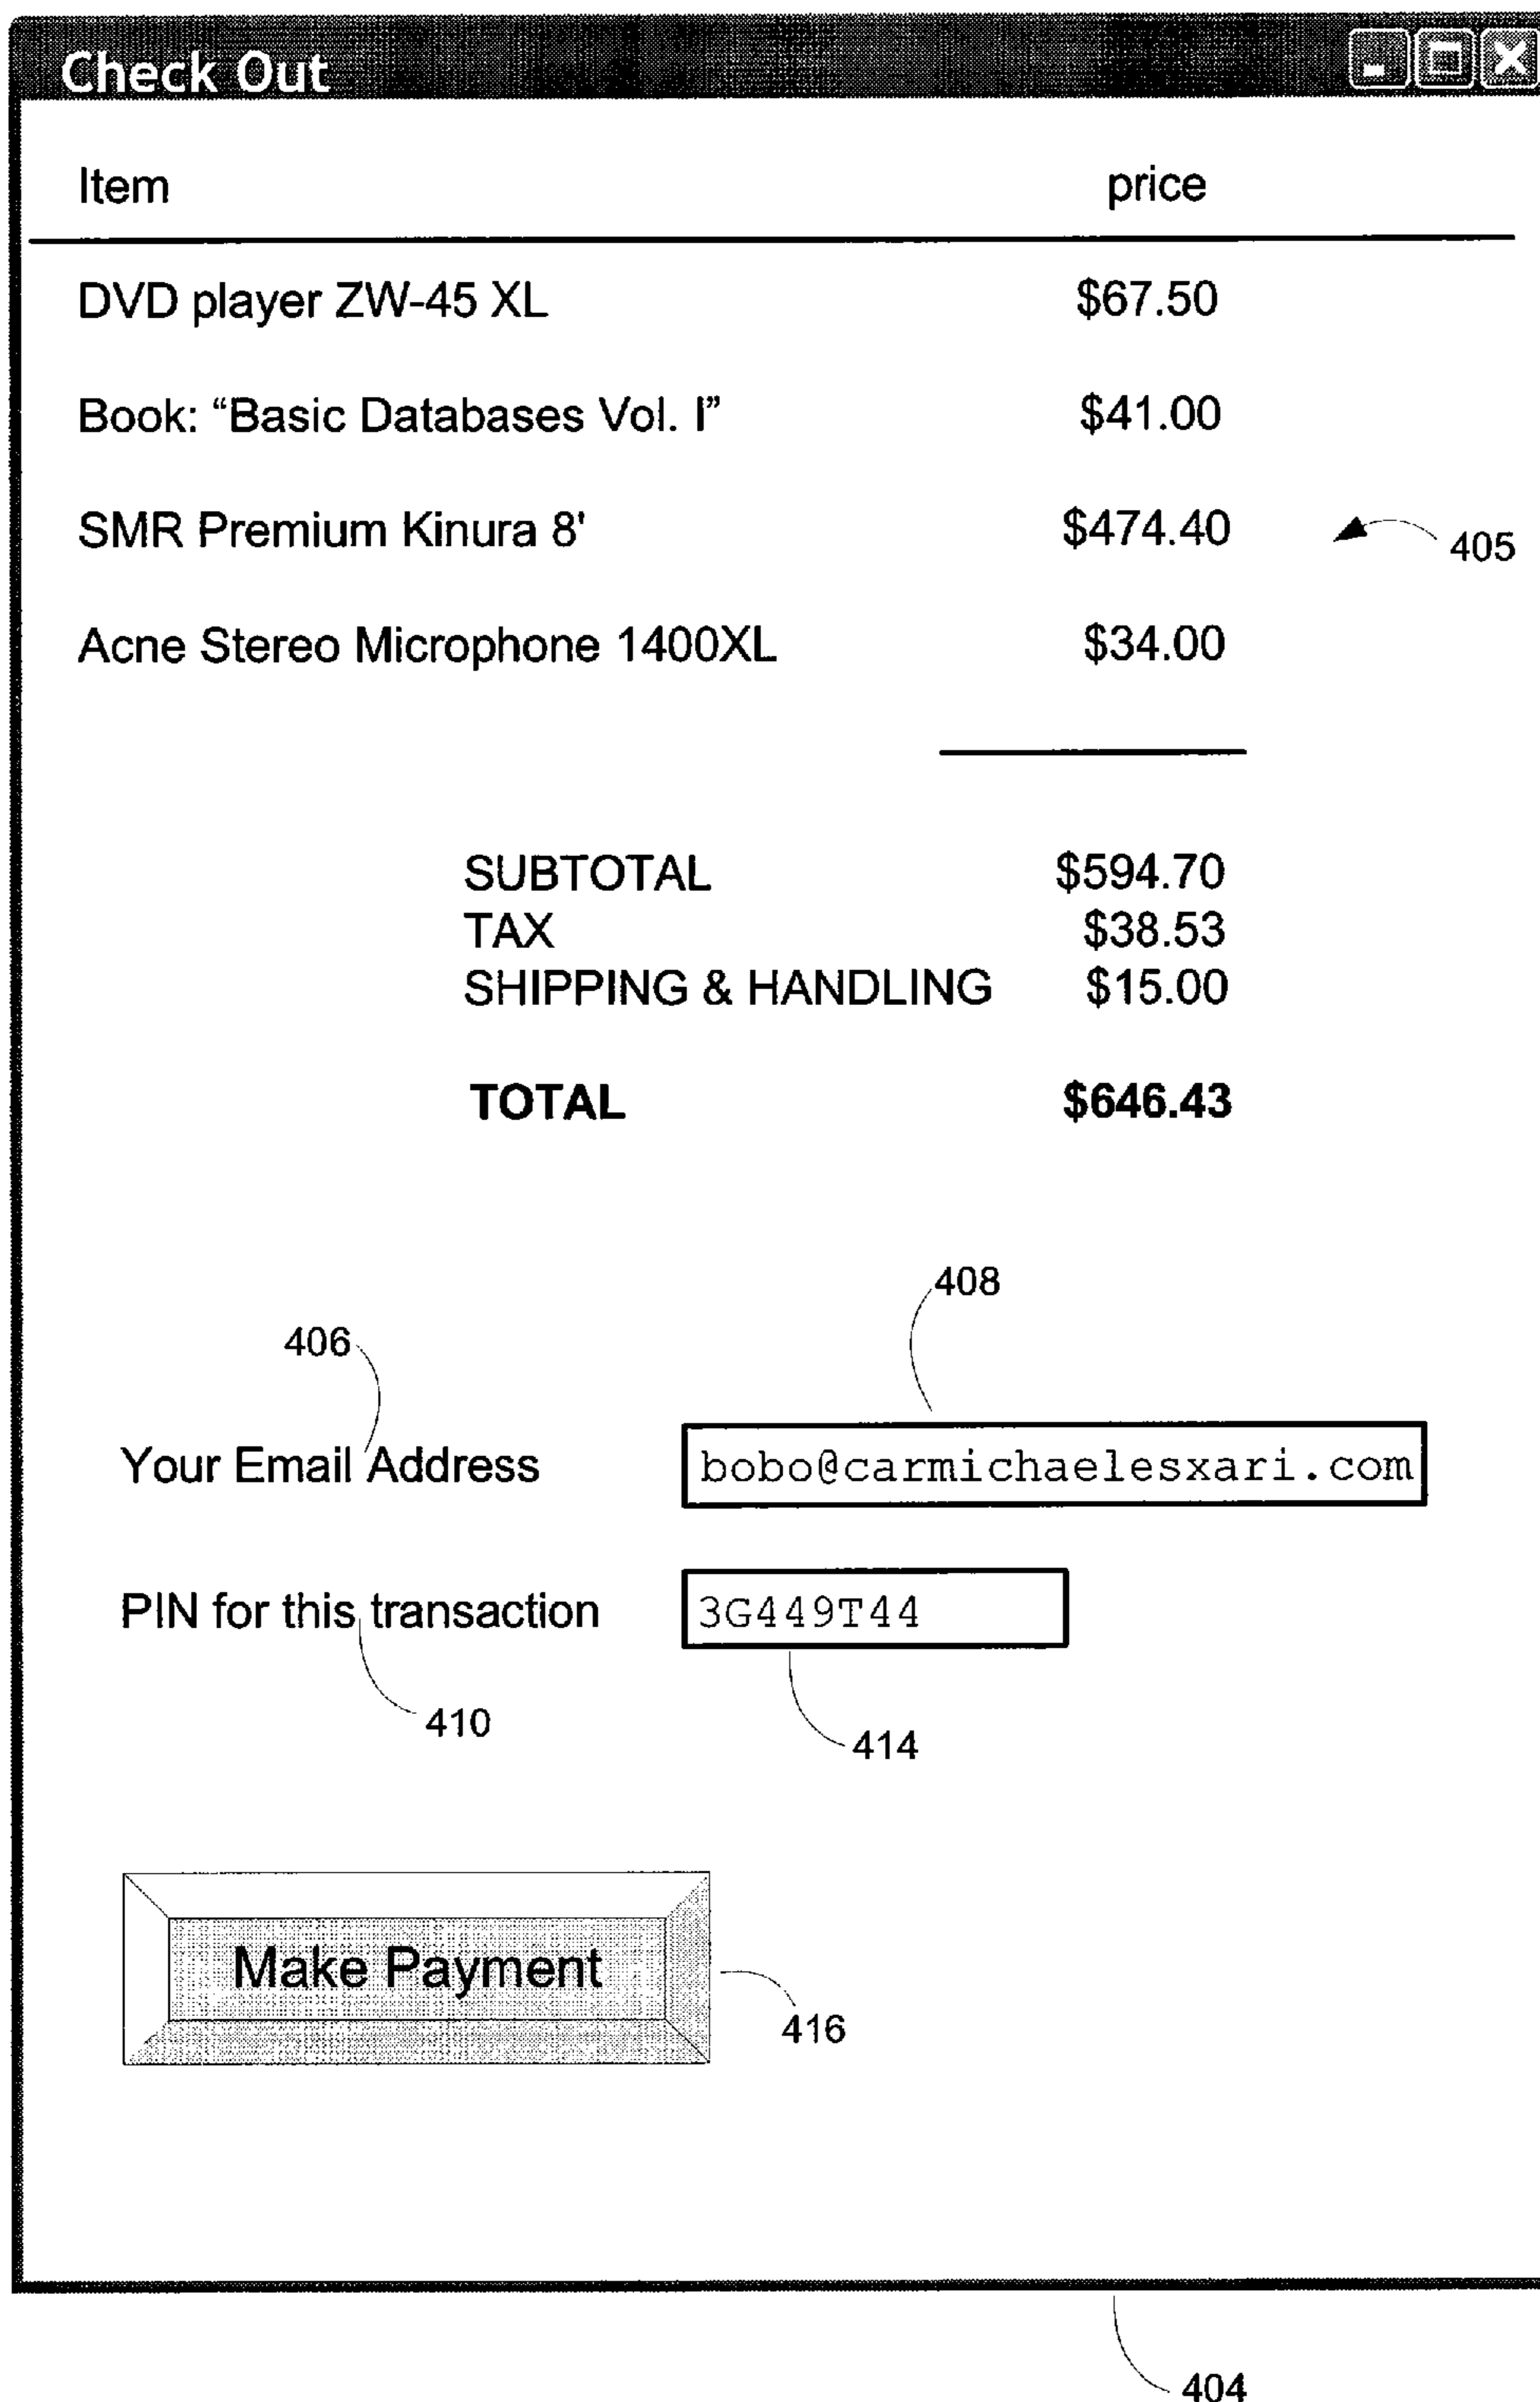 Check Out
Item price
DVD player ZW-45 XL $67.50
Book: “Basic Databases Vol. I” $41.00
SMR Premium Kinura 8' $474.40
405
Acne Stereo Microphone 1400XL $34.00
SUBTOTAL $594.70
TAX $38.53
SHIPPING & HANDLING $15.00
TOTAL $646.43
408
406
Your Email Address bobo@carmichaelesxari.com
PIN for this transaction 3G449T44
410
414
Make Payment
416
404